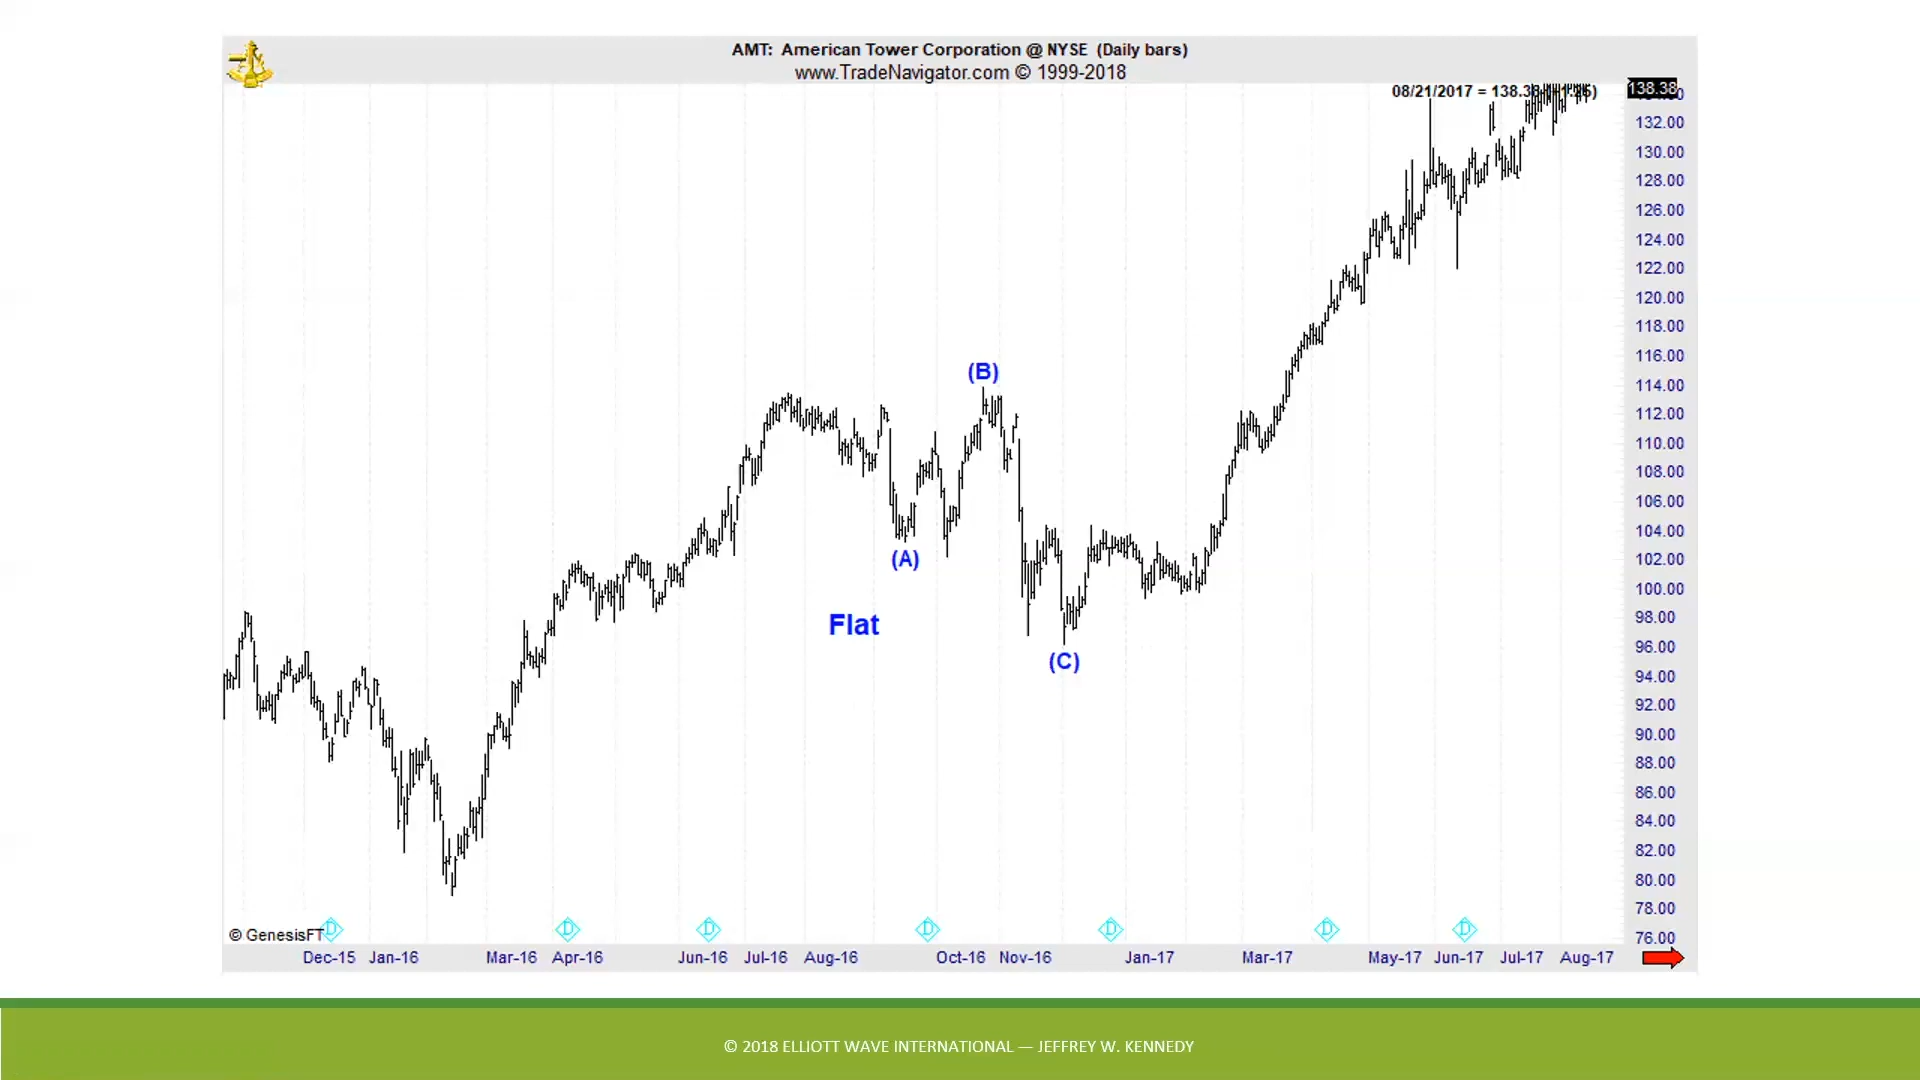 AMT: American Tower Corporation @ NYSE (Daily bars)
www.TradeNavigator.com © 1999-2018
08/21/2017 = 138.38
138.38
132.00
130.00
128.00
126.00
124.00
122.00
120.00
118.00
116.00
114.00
112.00
110.00
108.00
106.00
104.00
102.00
100.00
98.00
96.00
94.00
92.00
90.00
88.00
86.00
84.00
82.00
80.00
78.00
76.00
(B)
(A)
Flat
(C)
D D D D D D D
© GenesisFT
Dec-15 Jan-16 Mar-16 Apr-16 Jun-16 Jul-16 Aug-16 Oct-16 Nov-16 Jan-17 Mar-17 May-17 Jun-17 Jul-17 Aug-17
© 2018 ELLIOTT WAVE INTERNATIONAL — JEFFREY W. KENNEDY